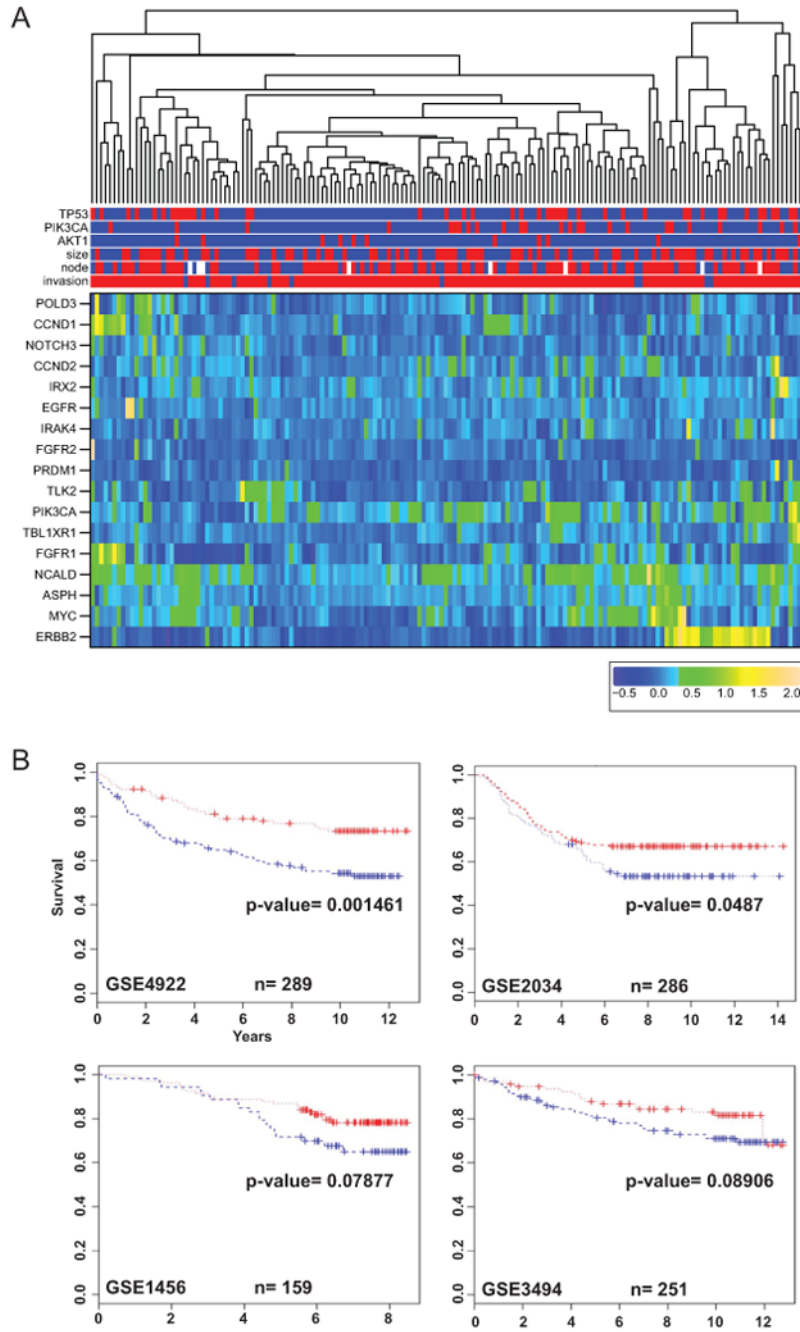 A
TP53
PIK3CA
AKT1
size
node
invasion
POLD3
CCND1
NOTCH3
CCND2
IRX2
EGFR
IRAK4
FGFR2
PRDM1
TLK2
PIK3CA
TBL1XR1
FGFR1
NCALD
ASPH
MYC
ERBB2
−0.5 0.0 0.5 1.0 1.5 2.0
B
Survival
1.0
0.8
0.6
0.4
0.2
0.0
p-value= 0.001461
GSE4922 n= 289
0 2 4 6 8 10 12
Years
1.0
0.8
0.6
0.4
0.2
0.0
p-value= 0.0487
GSE2034 n= 286
0 2 4 6 8 10 12 14
1.0
0.8
0.6
0.4
0.2
0.0
p-value= 0.07877
GSE1456 n= 159
0 2 4 6 8
1.0
0.8
0.6
0.4
0.2
0.0
p-value= 0.08906
GSE3494 n= 251
0 2 4 6 8 10 12